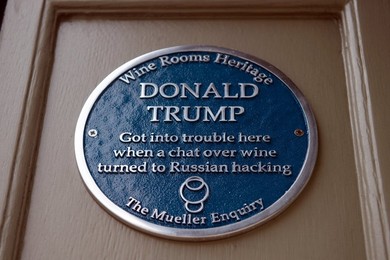 Wine Rooms Heritage
DONALD
TRUMP
Got into trouble here
when a chat over wine
turned to Russian hacking
The Mueller Enquiry